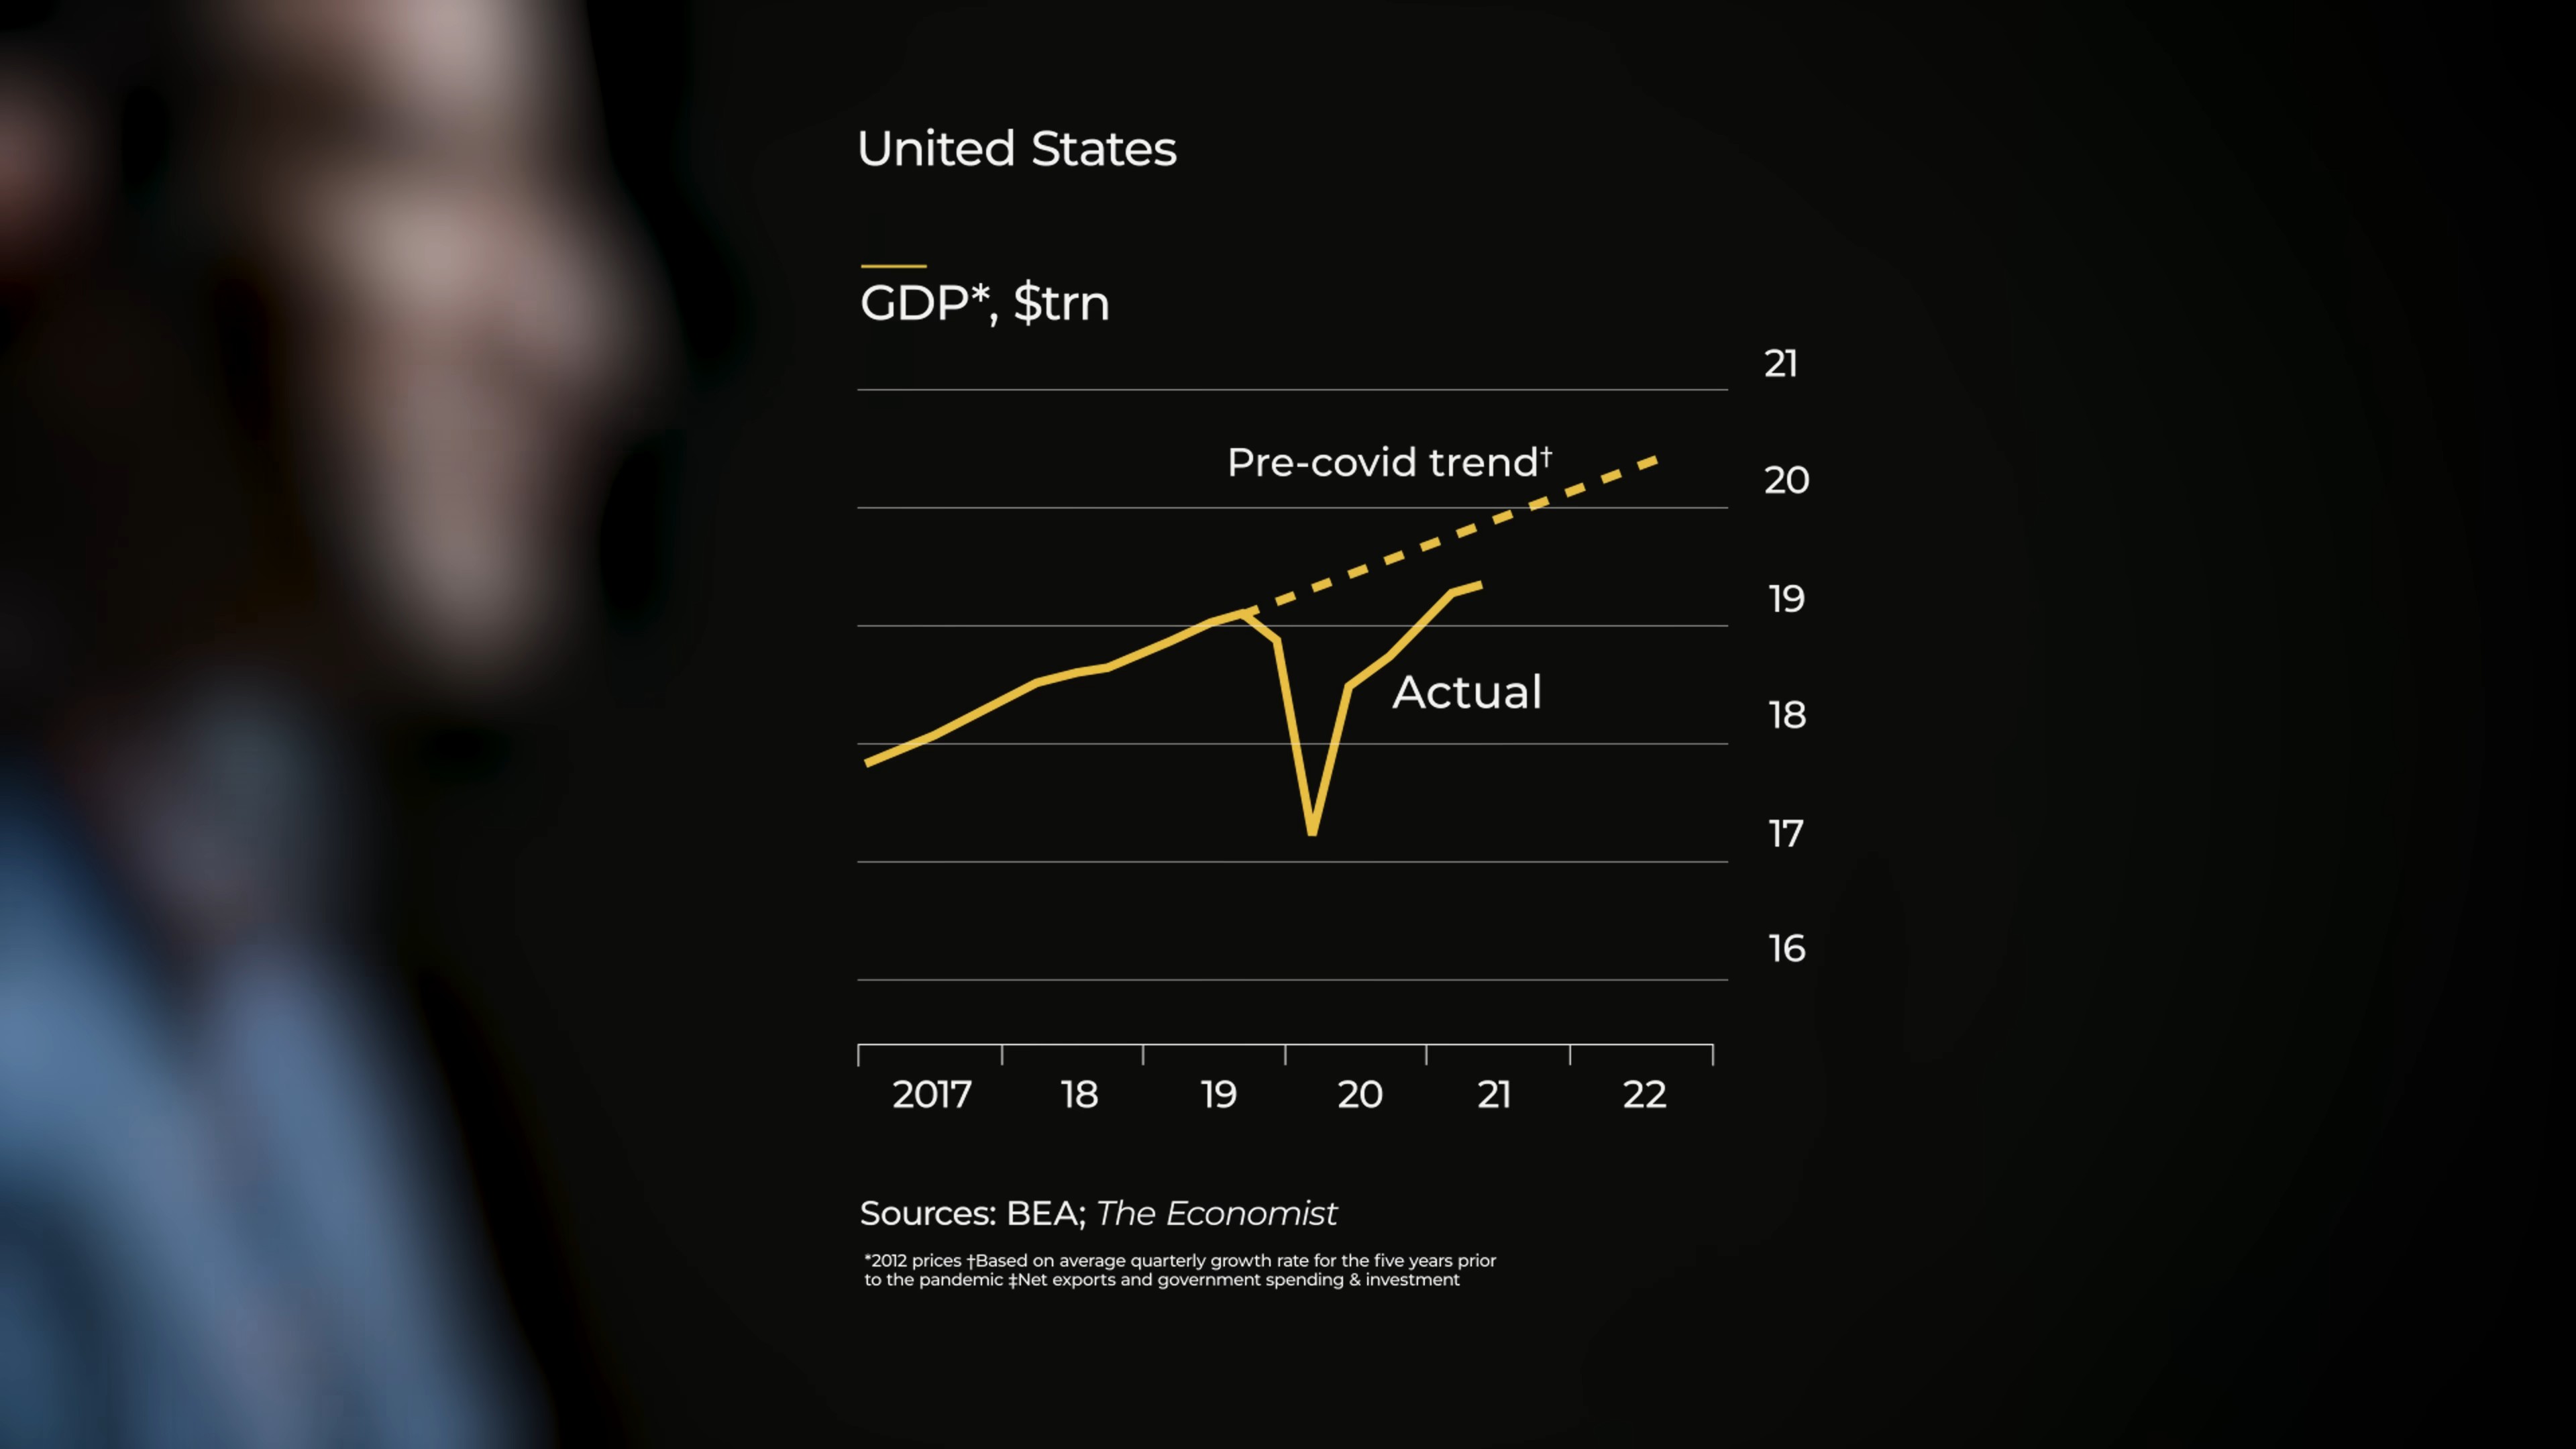 United States
GDP*, $trn
21
Pre-covid trend†
20
19
Actual
18
17
16
2017 18 19 20 21 22
Sources: BEA; The Economist
*2012 prices †Based on average quarterly growth rate for the five years prior
to the pandemic ‡Net exports and government spending & investment